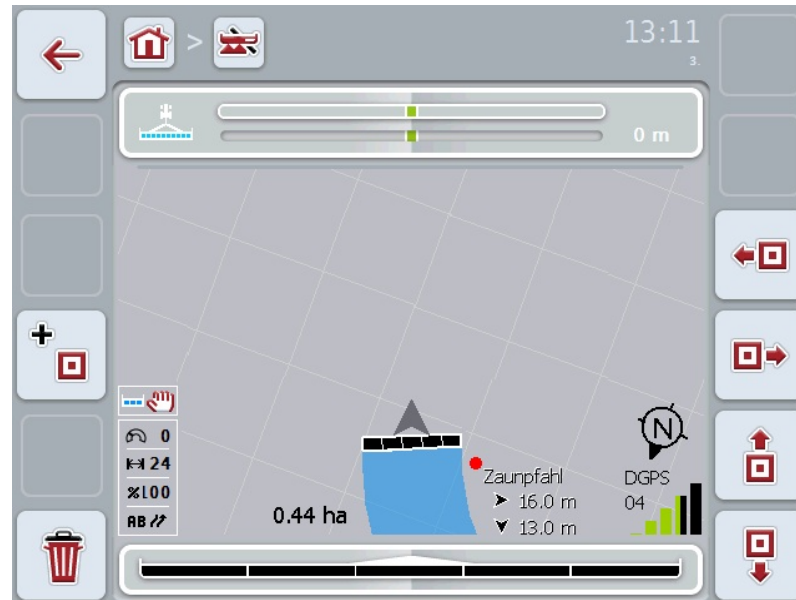 >
13:11
3.
0 m
0
24
%100
AB
0.44 ha
Zaunpfahl
16.0 m
13.0 m
N
DGPS
04